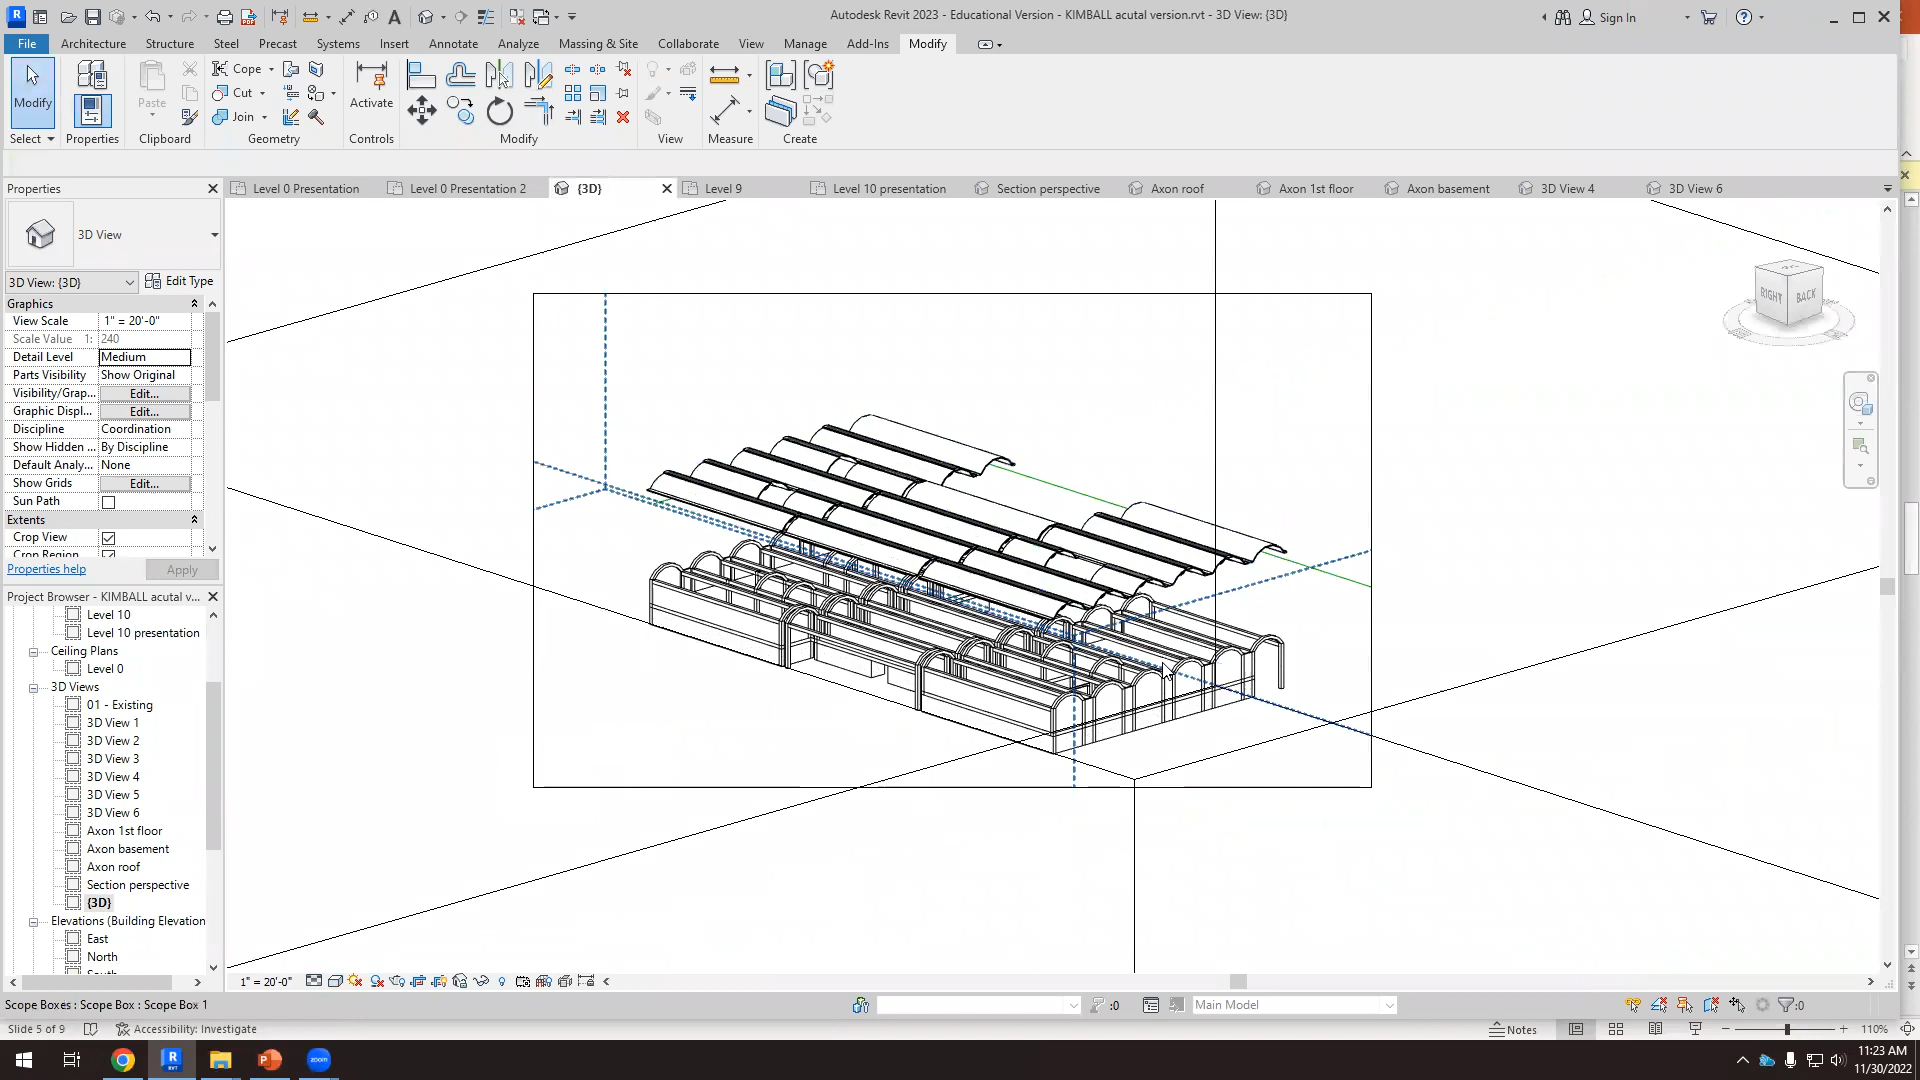 Autodesk Revit 2023 - Educational Version - KIMBALL acutal version.rvt - 3D View: {3D}
Sign In
File Architecture Structure Steel Precast Systems Insert Annotate Analyze Massing & Site Collaborate View Manage Add-Ins Modify
Modify
Paste
Cope
Cut
Join
Activate
Select Properties Clipboard Geometry Controls Modify View Measure Create
Properties
Level 0 Presentation Level 0 Presentation 2 {3D} Level 9 Level 10 presentation Section perspective Axon roof Axon 1st floor Axon basement 3D View 4 3D View 6
3D View
3D View: {3D} Edit Type
Graphics
View Scale 1" = 20'-0"
Scale Value 1: 240
Detail Level Medium
Parts Visibility Show Original
Visibility/Grap... Edit...
Graphic Displ... Edit...
Discipline Coordination
Show Hidden ... By Discipline
Default Analy... None
Show Grids Edit...
Sun Path
Extents
Crop View
Crop Region
Properties help Apply
RIGHT BACK
Project Browser - KIMBALL acutal v...
Level 10
Level 10 presentation
Ceiling Plans
Level 0
3D Views
01 - Existing
3D View 1
3D View 2
3D View 3
3D View 4
3D View 5
3D View 6
Axon 1st floor
Axon basement
Axon roof
Section perspective
{3D}
Elevations (Building Elevation
East
North
1" = 20'-0"
Scope Boxes : Scope Box : Scope Box 1
:0
Main Model
:0
Slide 5 of 9
Accessibility: Investigate
Notes
110%
11:23 AM
11/30/2022